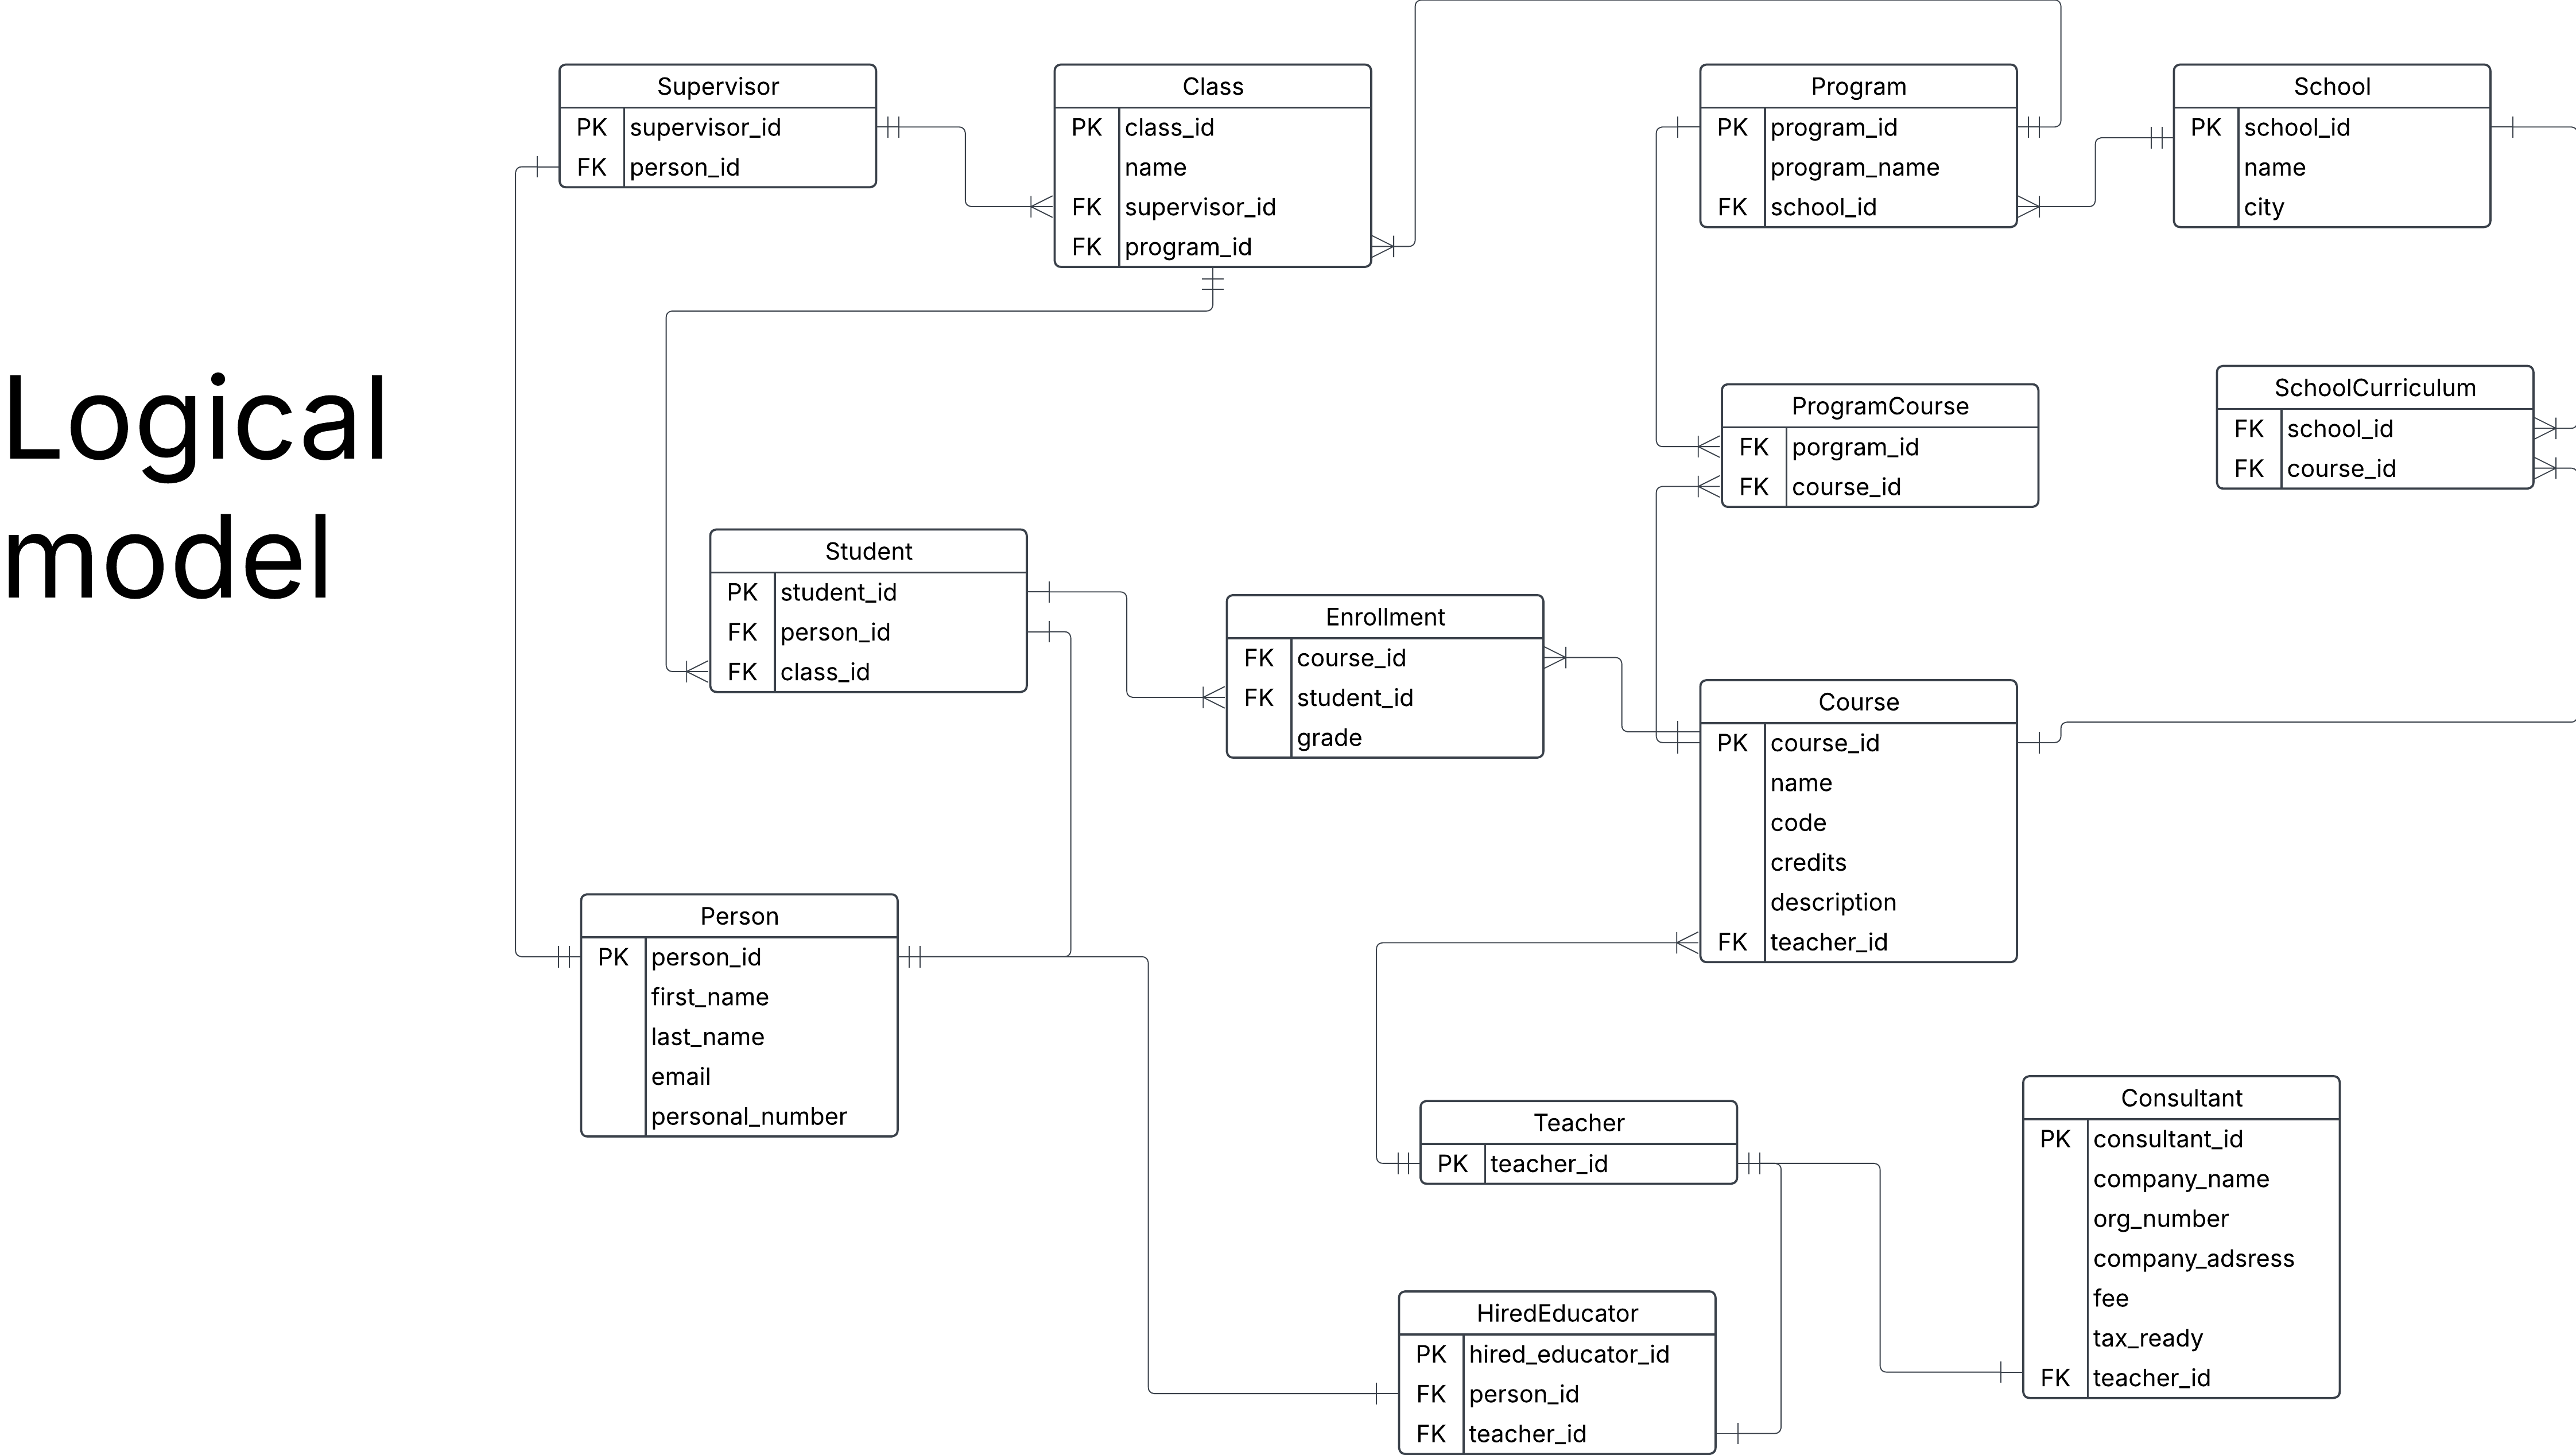 Logical
model
Supervisor
PK supervisor_id
FK person_id
Class
PK class_id
name
FK supervisor_id
FK program_id
Program
PK program_id
program_name
FK school_id
School
PK school_id
name
city
ProgramCourse
FK porgram_id
FK course_id
SchoolCurriculum
FK school_id
FK course_id
Student
PK student_id
FK person_id
FK class_id
Enrollment
FK course_id
FK student_id
grade
Course
PK course_id
name
code
credits
description
FK teacher_id
Person
PK person_id
first_name
last_name
email
personal_number
Teacher
PK teacher_id
Consultant
PK consultant_id
company_name
org_number
company_adsress
fee
tax_ready
FK teacher_id
HiredEducator
PK hired_educator_id
FK person_id
FK teacher_id